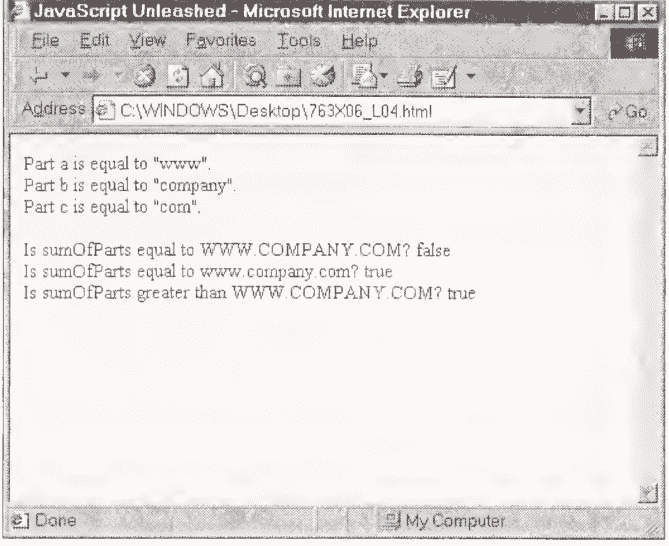 JavaScript Unleashed - Microsoft Internet Explorer
File Edit View Favorites Tools Help
Address C:\WINDOWS\Desktop\763X06_L04.html Go
Part a is equal to "www".
Part b is equal to "company".
Part c is equal to "com".
Is sumOfParts equal to WWW.COMPANY.COM? false
Is sumOfParts equal to www.company.com? true
Is sumOfParts greater than WWW.COMPANY.COM? true
Done My Computer